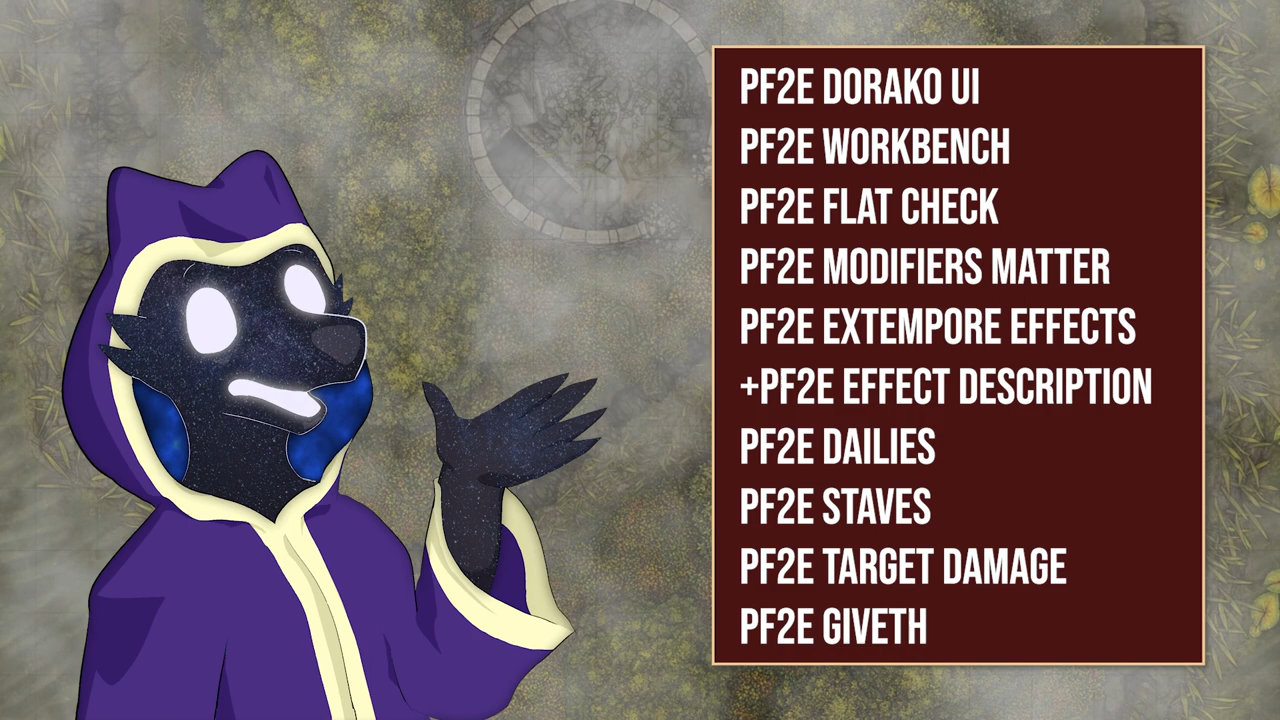 PF2E DORAKO UI
PF2E WORKBENCH
PF2E FLAT CHECK
PF2E MODIFIERS MATTER
PF2E EXTEMPORE EFFECTS
+PF2E EFFECT DESCRIPTION
PF2E DAILIES
PF2E STAVES
PF2E TARGET DAMAGE
PF2E GIVETH